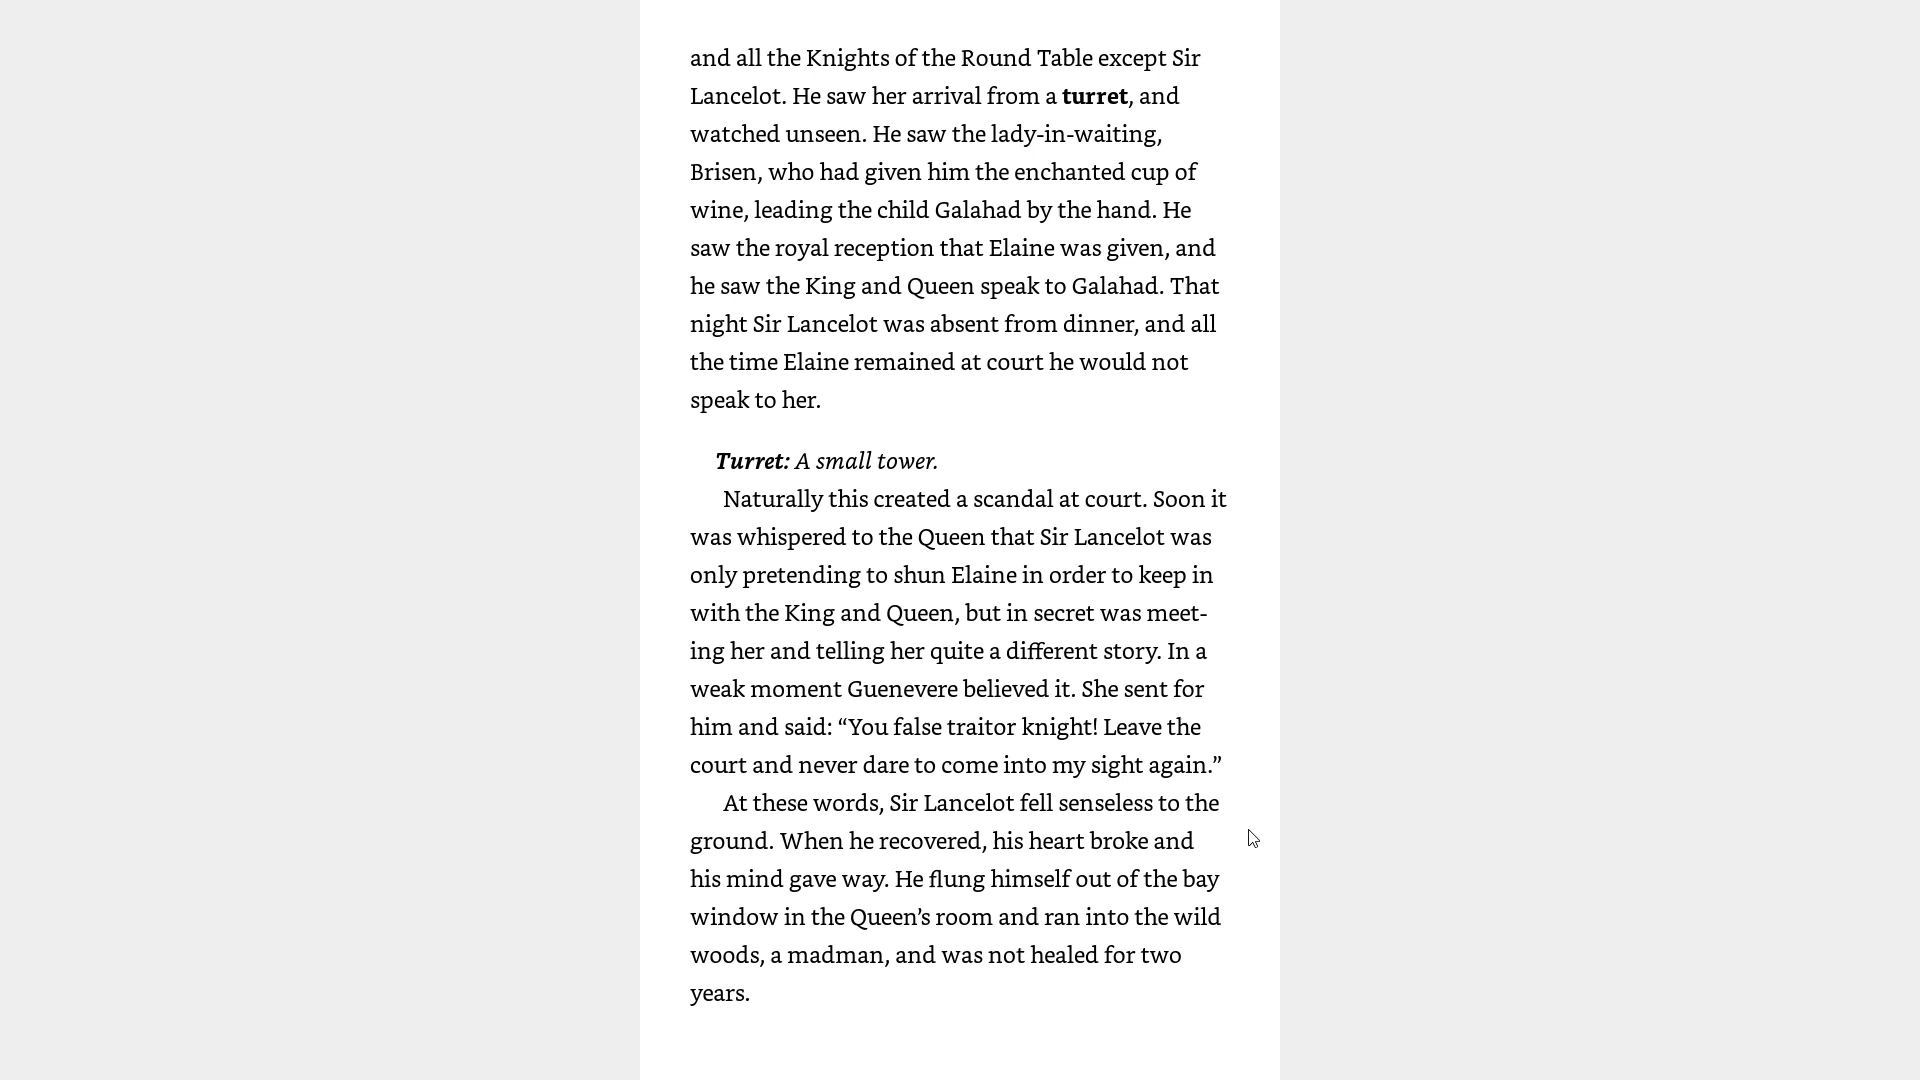 and all the Knights of the Round Table except Sir
Lancelot. He saw her arrival from a turret, and
watched unseen. He saw the lady-in-waiting,
Brisen, who had given him the enchanted cup of
wine, leading the child Galahad by the hand. He
saw the royal reception that Elaine was given, and
he saw the King and Queen speak to Galahad. That
night Sir Lancelot was absent from dinner, and all
the time Elaine remained at court he would not
speak to her.
Turret: A small tower.
Naturally this created a scandal at court. Soon it
was whispered to the Queen that Sir Lancelot was
only pretending to shun Elaine in order to keep in
with the King and Queen, but in secret was meet-
ing her and telling her quite a different story. In a
weak moment Guenevere believed it. She sent for
him and said: “You false traitor knight! Leave the
court and never dare to come into my sight again.”
At these words, Sir Lancelot fell senseless to the
ground. When he recovered, his heart broke and
his mind gave way. He flung himself out of the bay
window in the Queen’s room and ran into the wild
woods, a madman, and was not healed for two
years.